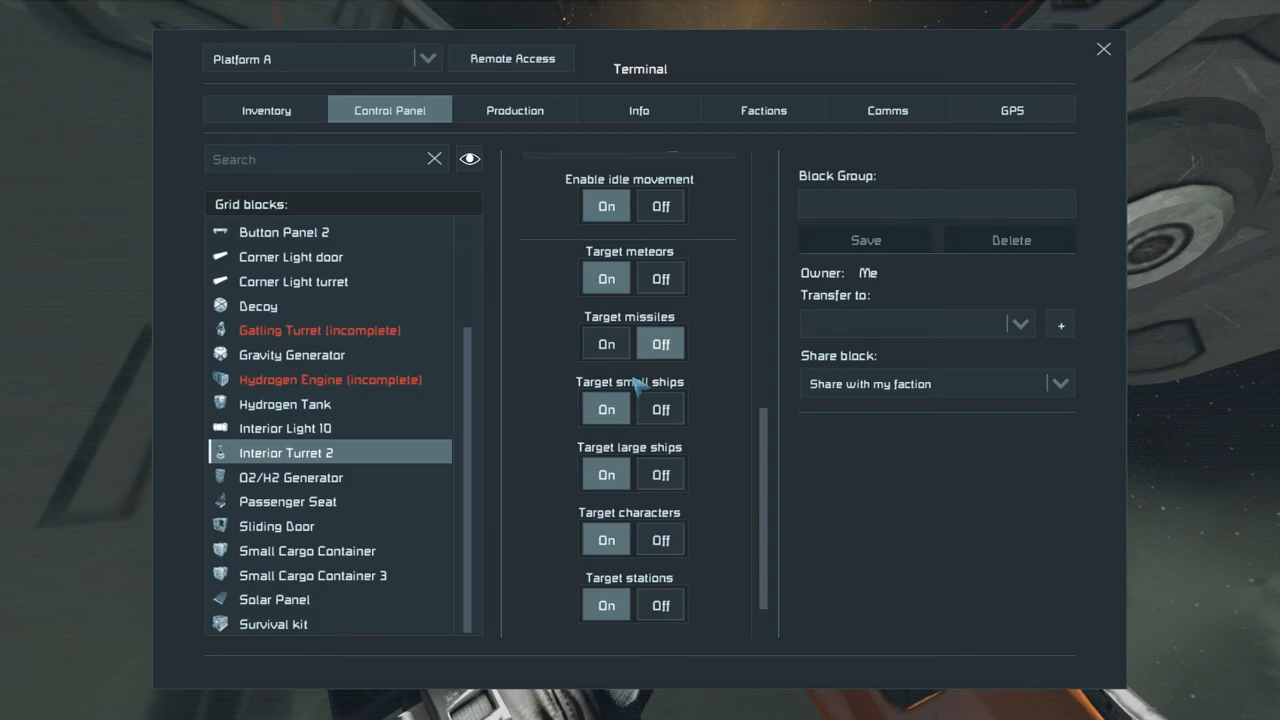 Platform A
Remote Access
Terminal
Inventory
Control Panel
Production
Info
Factions
Comms
GPS
Search
Grid blocks:
Button Panel 2
Corner Light door
Corner Light turret
Decoy
Gatling Turret (incomplete)
Gravity Generator
Hydrogen Engine (incomplete)
Hydrogen Tank
Interior Light 10
Interior Turret 2
O2/H2 Generator
Passenger Seat
Sliding Door
Small Cargo Container
Small Cargo Container 3
Solar Panel
Survival kit
Enable idle movement
On Off
Target meteors
On Off
Target missiles
On Off
Target small ships
On Off
Target large ships
On Off
Target characters
On Off
Target stations
On Off
Block Group:
Save Delete
Owner: Me
Transfer to:
+
Share block:
Share with my faction